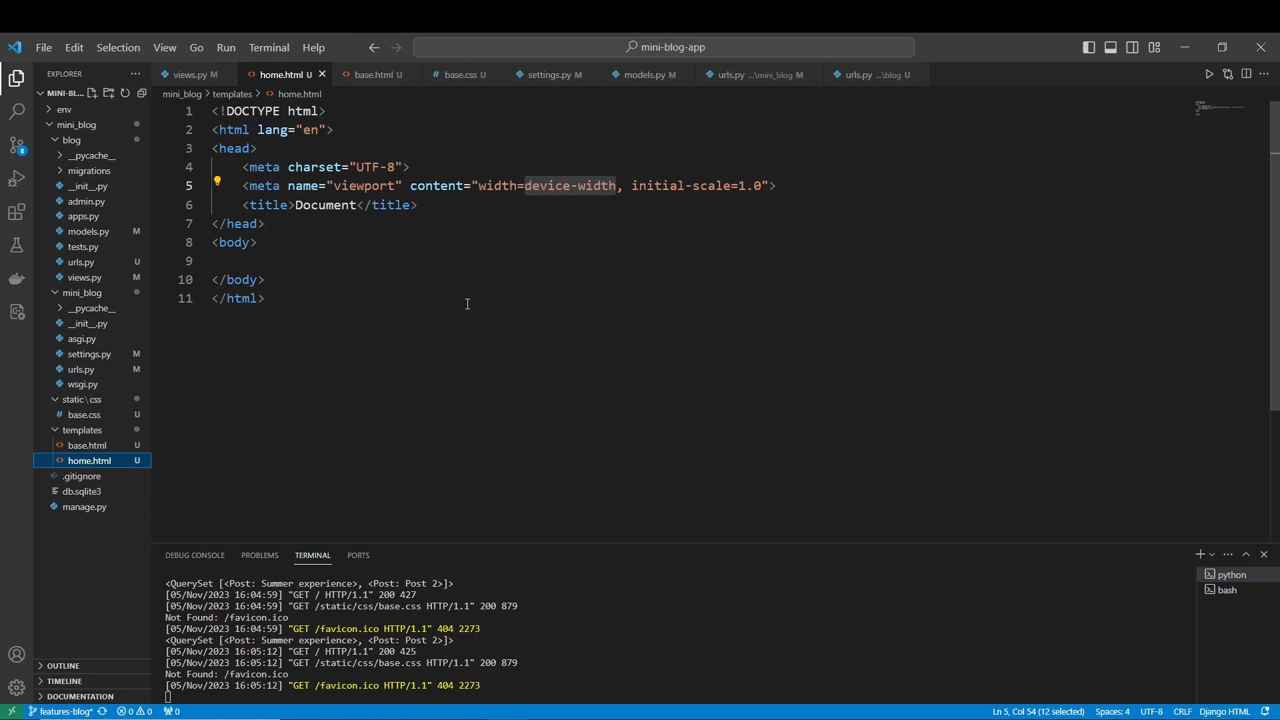 File Edit Selection View Go Run Terminal Help
mini-blog-app
EXPLORER
MINI-BL...
env
mini_blog
blog
__pycache__
migrations
__init__.py
admin.py
apps.py
models.py M
tests.py
urls.py U
views.py M
mini_blog
__pycache__
__init__.py
asgi.py
settings.py M
urls.py M
wsgi.py
static\css
base.css U
templates
base.html U
home.html U
.gitignore
db.sqlite3
manage.py
OUTLINE
TIMELINE
DOCUMENTATION
views.py M home.html U base.html U base.css U settings.py M models.py M urls.py ...\mini_blog M urls.py ...\blog U
mini_blog > templates > home.html
1 <!DOCTYPE html>
2 <html lang="en">
3 <head>
4 <meta charset="UTF-8">
5 <meta name="viewport" content="width=device-width, initial-scale=1.0">
6 <title>Document</title>
7 </head>
8 <body>
9
10 </body>
11 </html>
DEBUG CONSOLE PROBLEMS TERMINAL PORTS
<QuerySet [<Post: Summer experience>, <Post: Post 2>]>
[05/Nov/2023 16:04:59] "GET / HTTP/1.1" 200 427
[05/Nov/2023 16:04:59] "GET /static/css/base.css HTTP/1.1" 200 879
Not Found: /favicon.ico
[05/Nov/2023 16:04:59] "GET /favicon.ico HTTP/1.1" 404 2273
<QuerySet [<Post: Summer experience>, <Post: Post 2>]>
[05/Nov/2023 16:05:12] "GET / HTTP/1.1" 200 425
[05/Nov/2023 16:05:12] "GET /static/css/base.css HTTP/1.1" 200 879
Not Found: /favicon.ico
[05/Nov/2023 16:05:12] "GET /favicon.ico HTTP/1.1" 404 2273
python
bash
features-blog* 0 0 0 Ln 5, Col 54 (12 selected) Spaces: 4 UTF-8 CRLF Django HTML